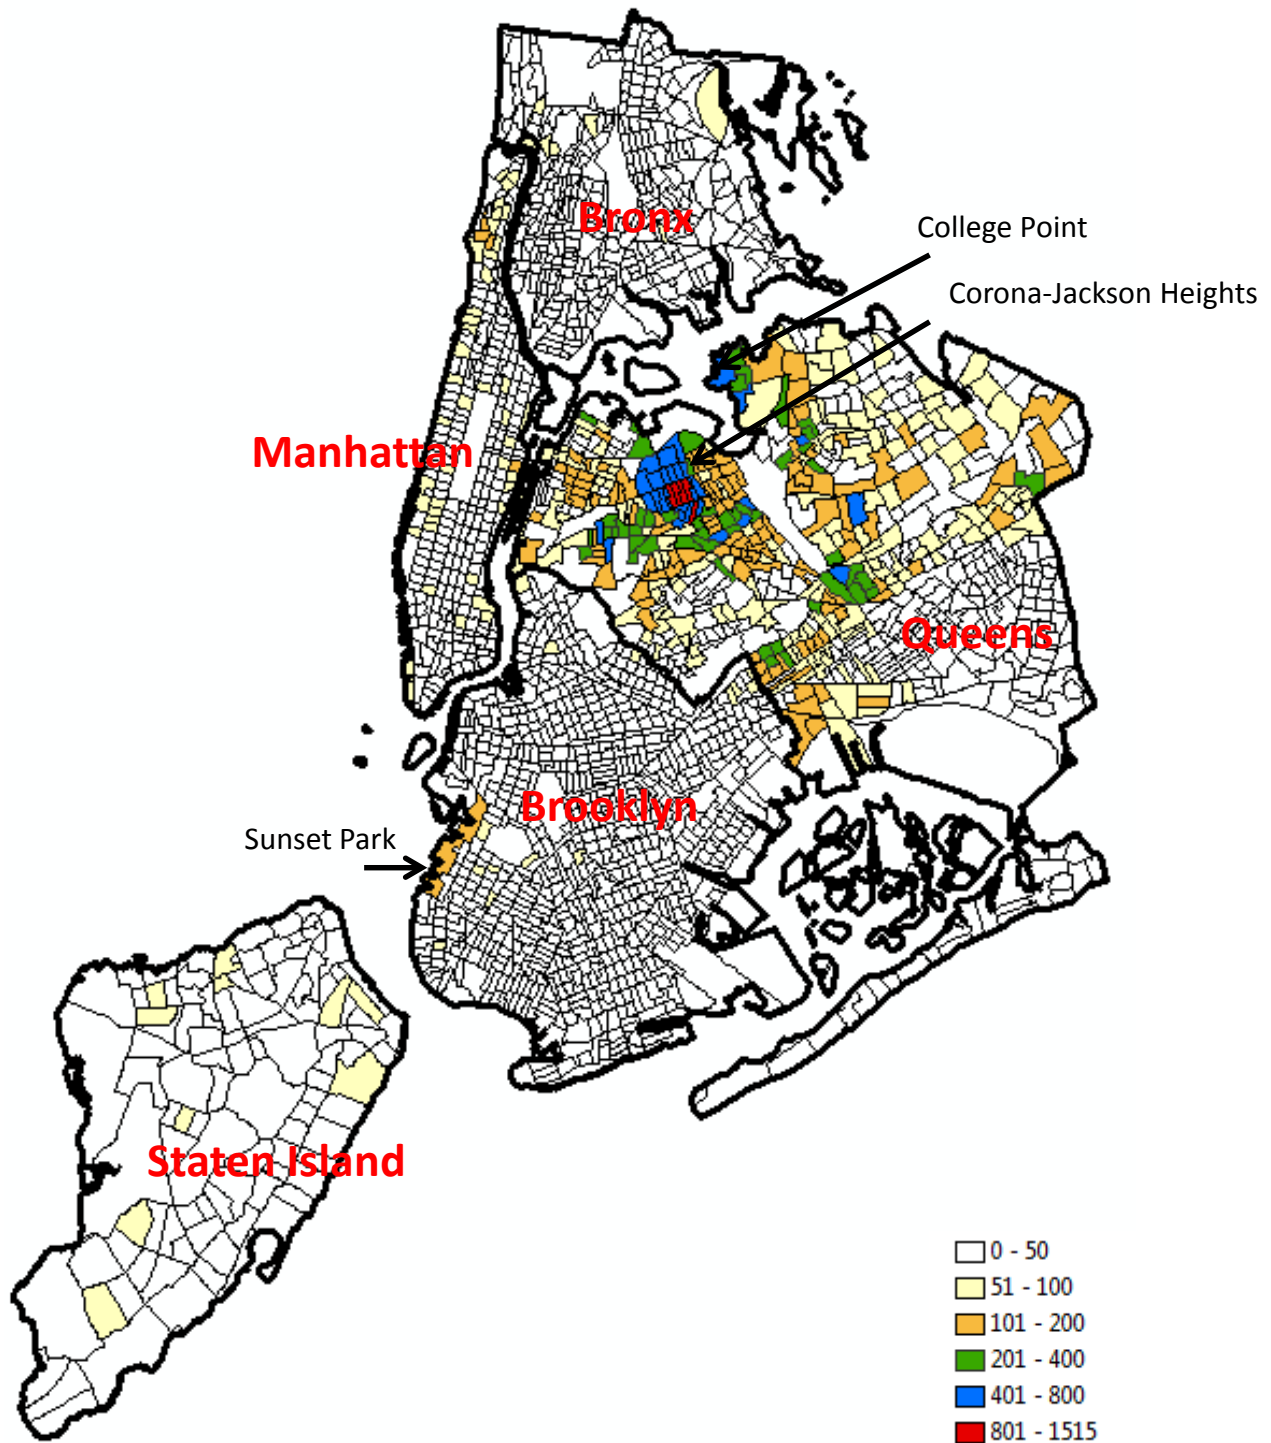 Bronx
College Point
Corona-Jackson Heights
Manhattan
Queens
Brooklyn
Sunset Park
Staten Island
0 - 50
51 - 100
101 - 200
201 - 400
401 - 800
801 - 1515